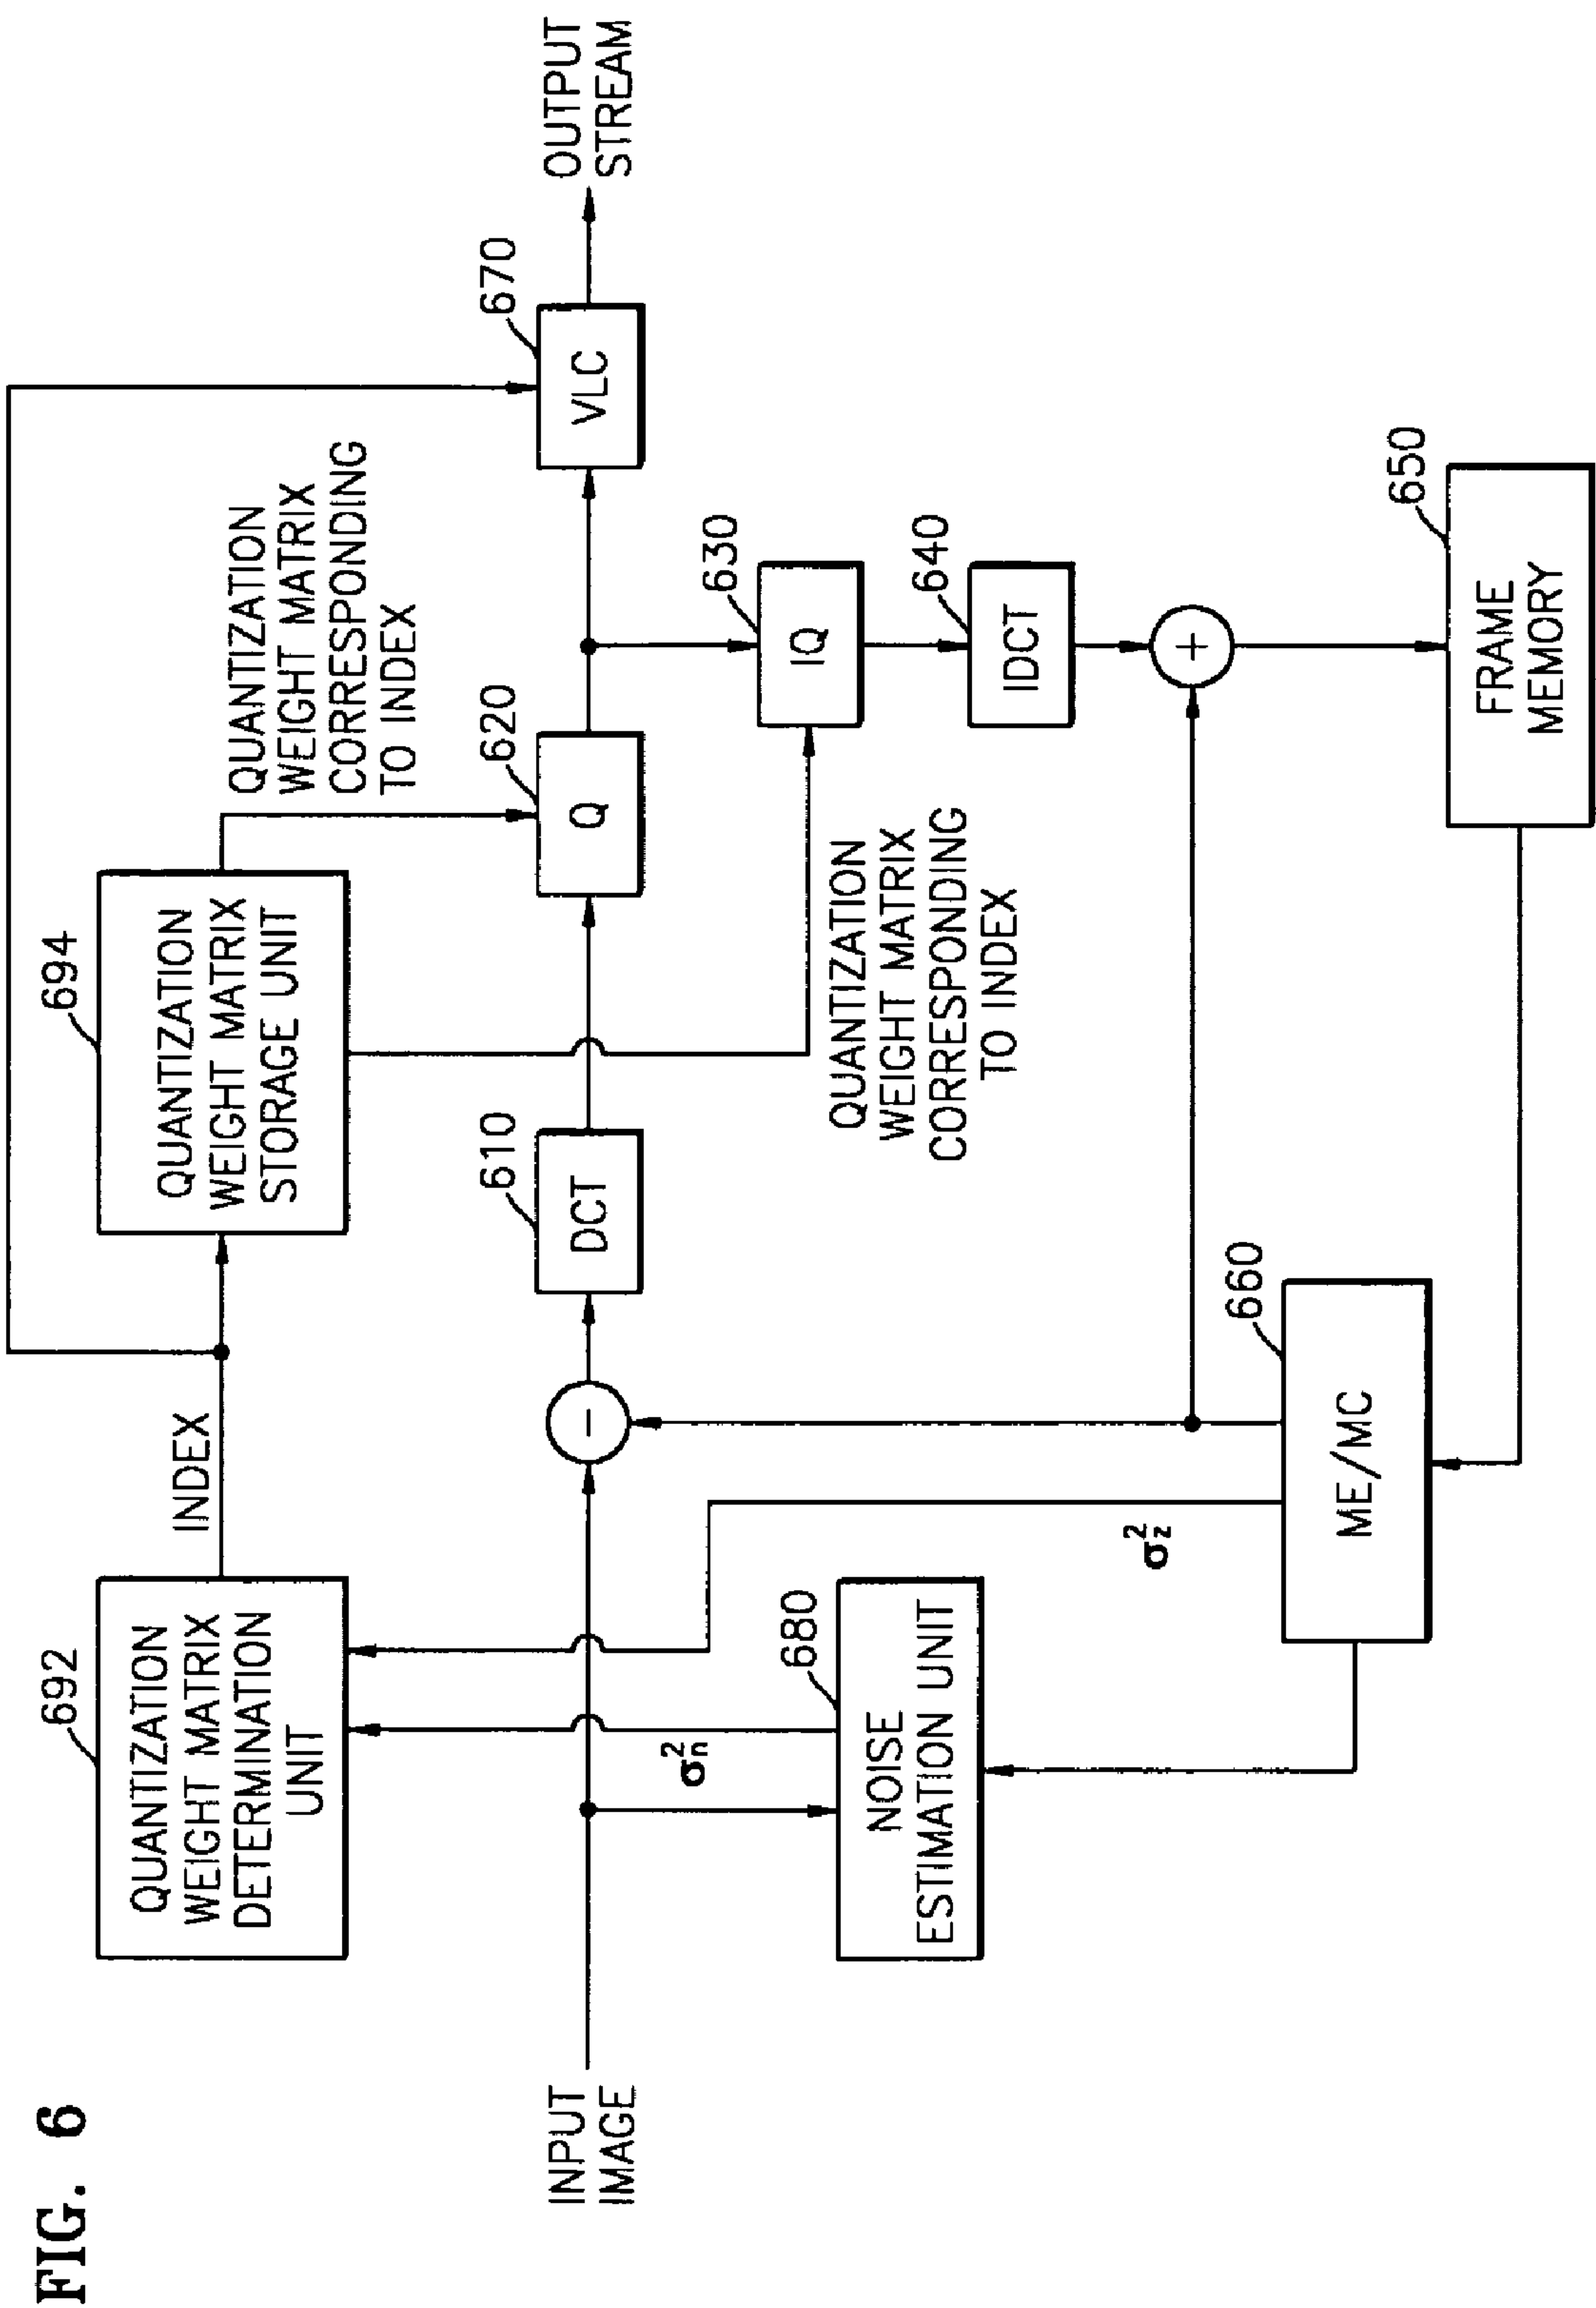 FIG. 6
692
QUANTIZATION
WEIGHT MATRIX
DETERMINATION
UNIT
INDEX
694
QUANTIZATION
WEIGHT MATRIX
STORAGE UNIT
QUANTIZATION
WEIGHT MATRIX
CORRESPONDING
TO INDEX
INPUT
IMAGE
−
610
DCT
620
Q
670
VLC
OUTPUT
STREAM
σ²n
680
NOISE
ESTIMATION UNIT
QUANTIZATION
WEIGHT MATRIX
CORRESPONDING
TO INDEX
630
IQ
640
IDCT
+
σ²z
660
ME/MC
650
FRAME
MEMORY